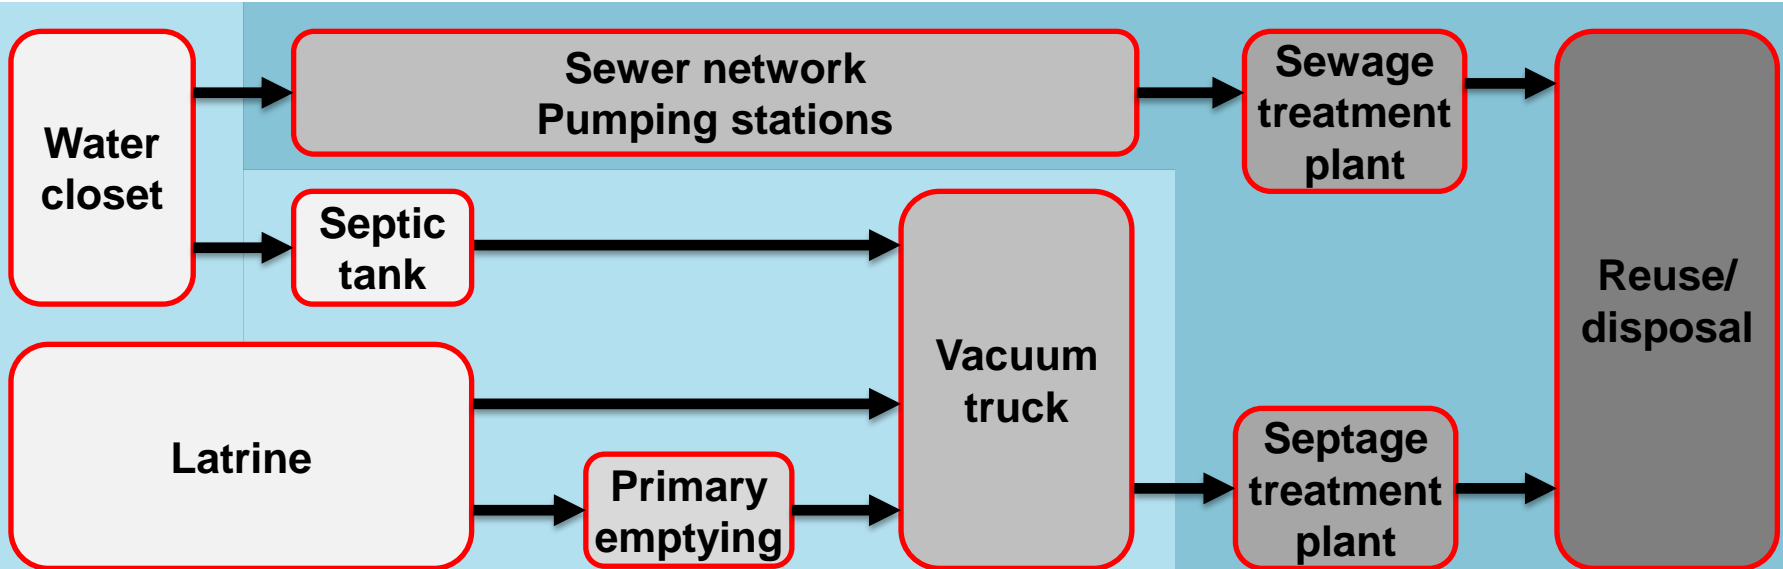 Water
closet
Sewer network
Pumping stations
Sewage
treatment
plant
Septic
tank
Vacuum
truck
Reuse/
disposal
Latrine
Primary
emptying
Septage
treatment
plant